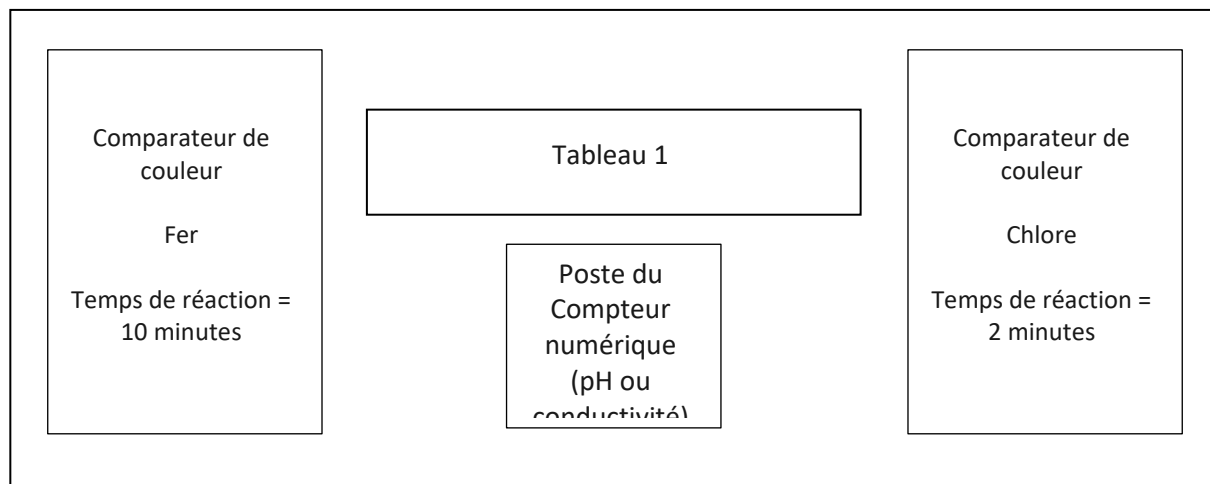 Comparateur de
couleur
Fer
Temps de réaction =
10 minutes
Tableau 1
Poste du
Compteur
numérique
(pH ou
conductivité)
Comparateur de
couleur
Chlore
Temps de réaction =
2 minutes